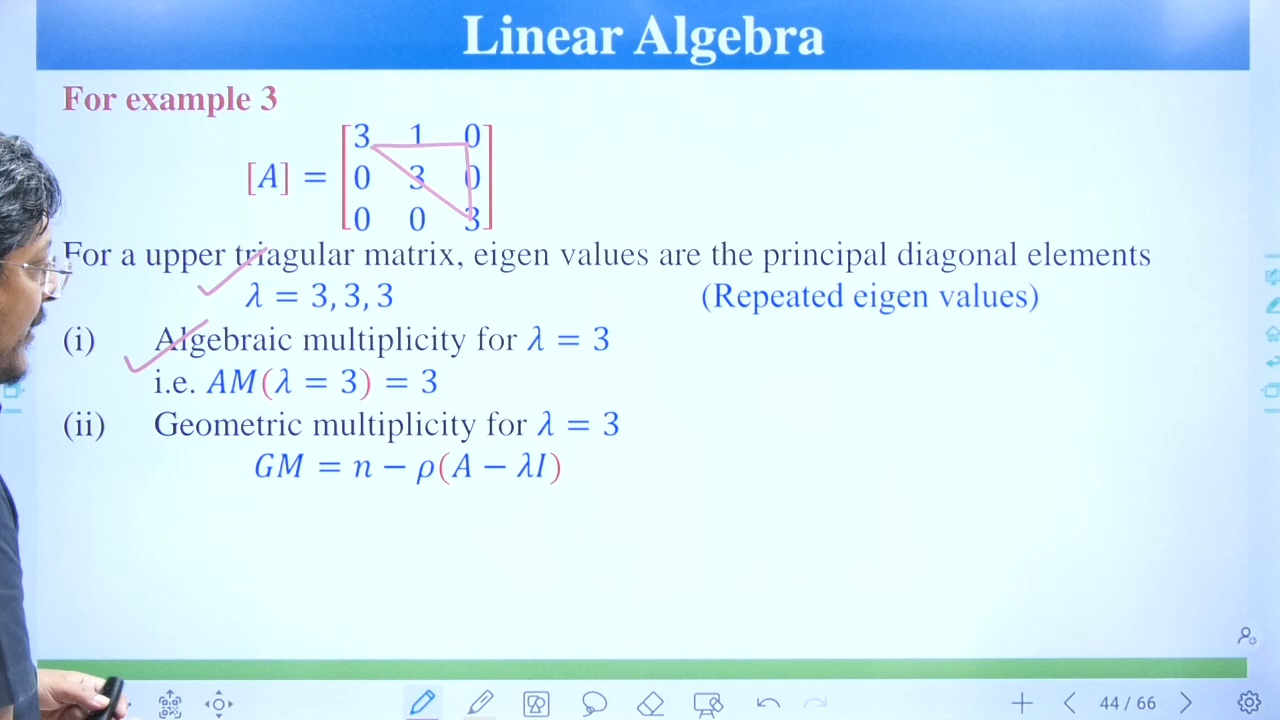 Linear Algebra
For example 3
[A] = [3 1 0
0 3 0
0 0 3]
For a upper triagular matrix, eigen values are the principal diagonal elements
λ = 3, 3, 3 (Repeated eigen values)
(i) Algebraic multiplicity for λ = 3
i.e. AM(λ = 3) = 3
(ii) Geometric multiplicity for λ = 3
GM = n − ρ(A − λI)
44 / 66